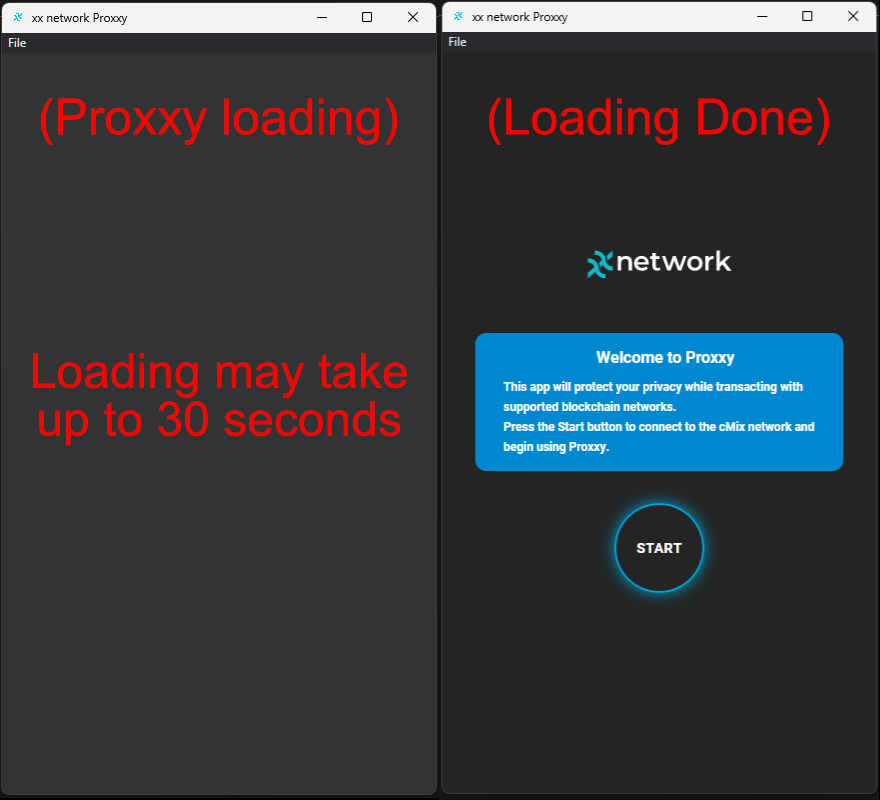 xx network Proxxy
File
(Proxxy loading)
Loading may take
up to 30 seconds
xx network Proxxy
File
(Loading Done)
network
Welcome to Proxxy
This app will protect your privacy while transacting with
supported blockchain networks.
Press the Start button to connect to the cMix network and
begin using Proxxy.
START